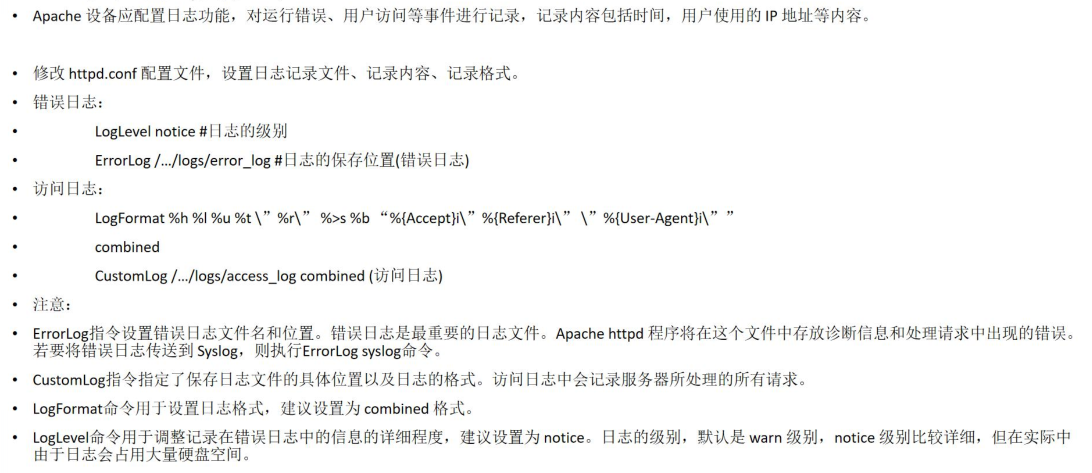 • Apache 设备应配置日志功能，对运行错误、用户访问等事件进行记录，记录内容包括时间，用户使用的 IP 地址等内容。
• 修改 httpd.conf 配置文件，设置日志记录文件、记录内容、记录格式。
• 错误日志：
• LogLevel notice #日志的级别
• ErrorLog /…/logs/error_log #日志的保存位置(错误日志)
• 访问日志：
• LogFormat %h %l %u %t \” %r\” %>s %b “%{Accept}i\” %{Referer}i\” \” %{User-Agent}i\” ”
• combined
• CustomLog /…/logs/access_log combined (访问日志)
• 注意：
• ErrorLog指令设置错误日志文件名和位置。错误日志是最重要的日志文件。Apache httpd 程序将在这个文件中存放诊断信息和处理请求中出现的错误。
若要将错误日志传送到 Syslog，则执行ErrorLog syslog命令。
• CustomLog指令指定了保存日志文件的具体位置以及日志的格式。访问日志中会记录服务器所处理的所有请求。
• LogFormat命令用于设置日志格式，建议设置为 combined 格式。
• LogLevel命令用于调整记录在错误日志中的信息的详细程度，建议设置为 notice。日志的级别，默认是 warn 级别，notice 级别比较详细，但在实际中
由于日志会占用大量硬盘空间。